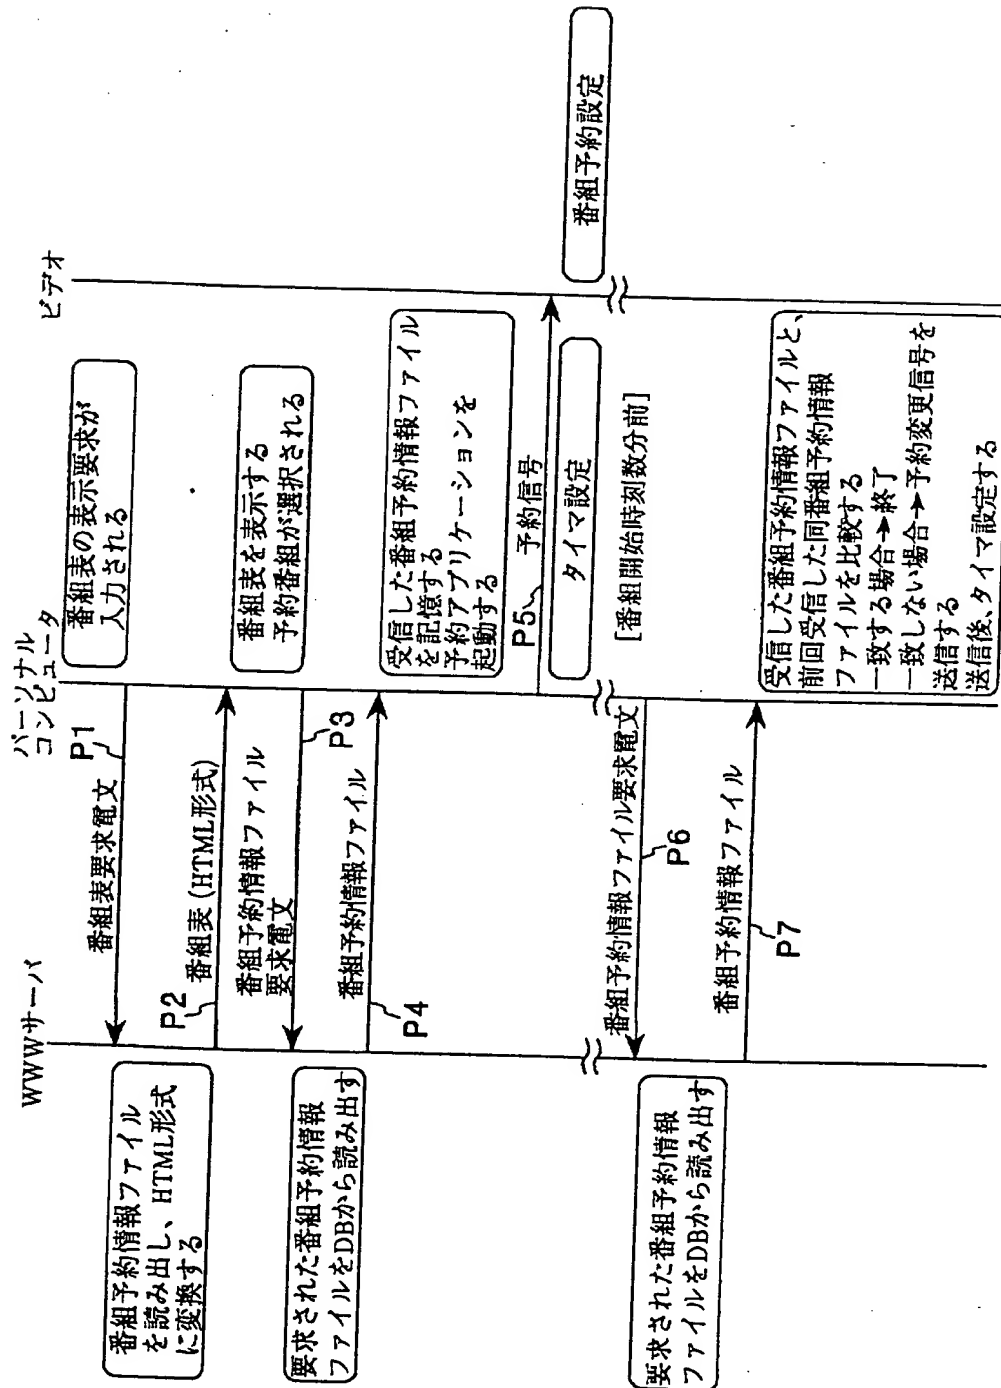 WWWサーバ
パーソナル
コンピュータ
ビデオ
番組表の表示要求が
入力される
P1
番組表要求電文
番組予約情報ファイル
を読み出し、HTML形式
に変換する
P2
番組表(HTML形式)
番組表を表示する
予約番組が選択される
P3
番組予約情報ファイル
要求電文
要求された番組予約情報
ファイルをDBから読み出す
P4
番組予約情報ファイル
受信した番組予約情報ファイル
を記憶する
予約アプリケーションを
起動する
P5
予約信号
番組予約設定
タイマ設定
[番組開始時刻数分前]
番組予約情報ファイル要求電文
P6
要求された番組予約情報
ファイルをDBから読み出す
番組予約情報ファイル
P7
受信した番組予約情報ファイルと、
前回受信した同番組予約情報
ファイルを比較する
一致する場合→終了
一致しない場合→予約変更信号を
送信する
送信後、タイマ設定する